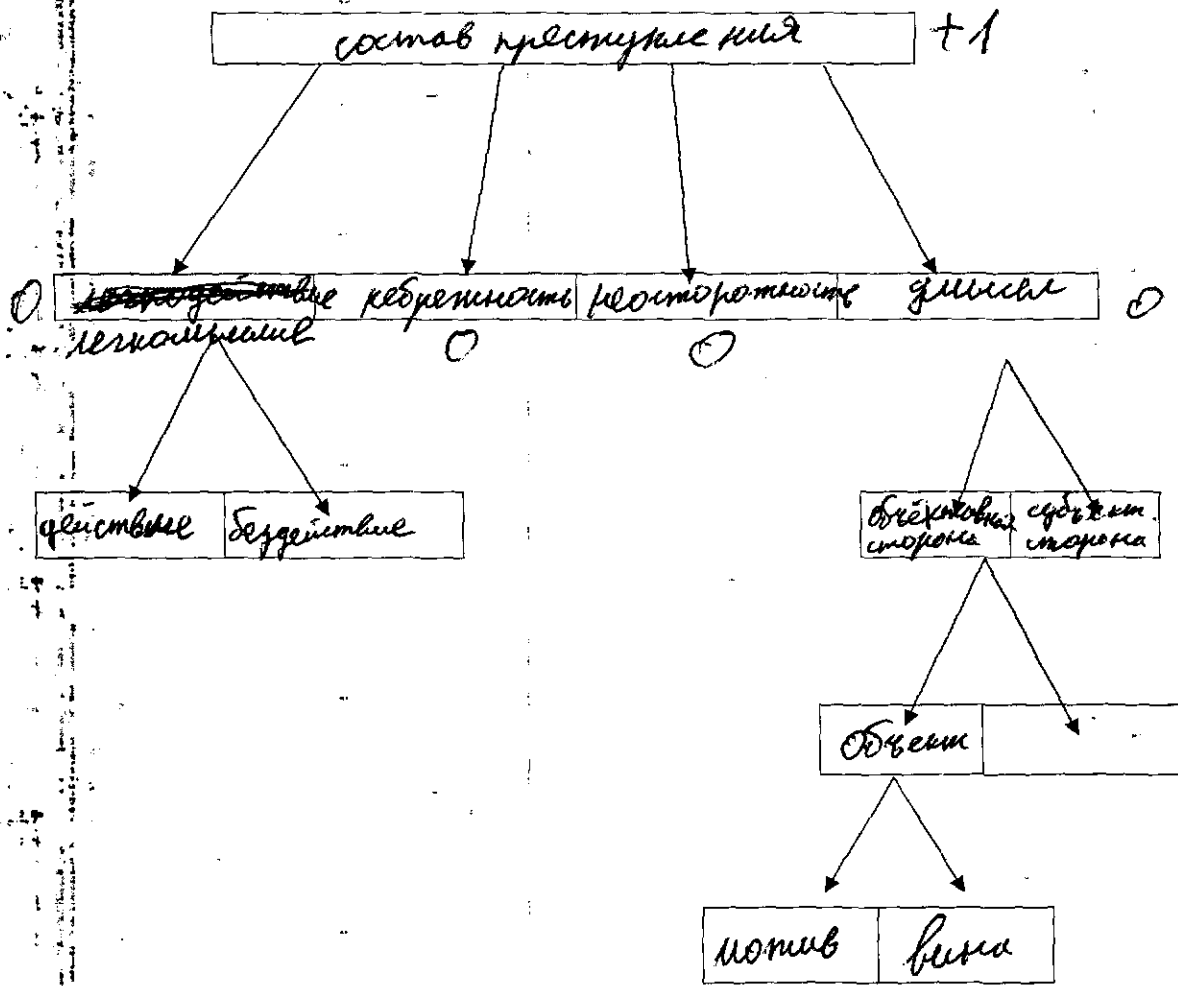 состав преступления +1
0 небрежность неосторожность умысел 0
легкомыслие 0 0
действие бездействие
объективная субъект.
сторона сторона
Объект
мотив вина